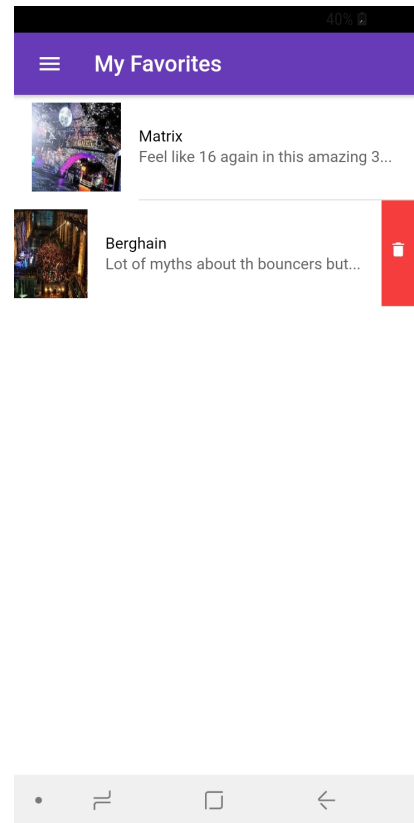 40%
My Favorites
Matrix
Feel like 16 again in this amazing 3...
Berghain
Lot of myths about th bouncers but...